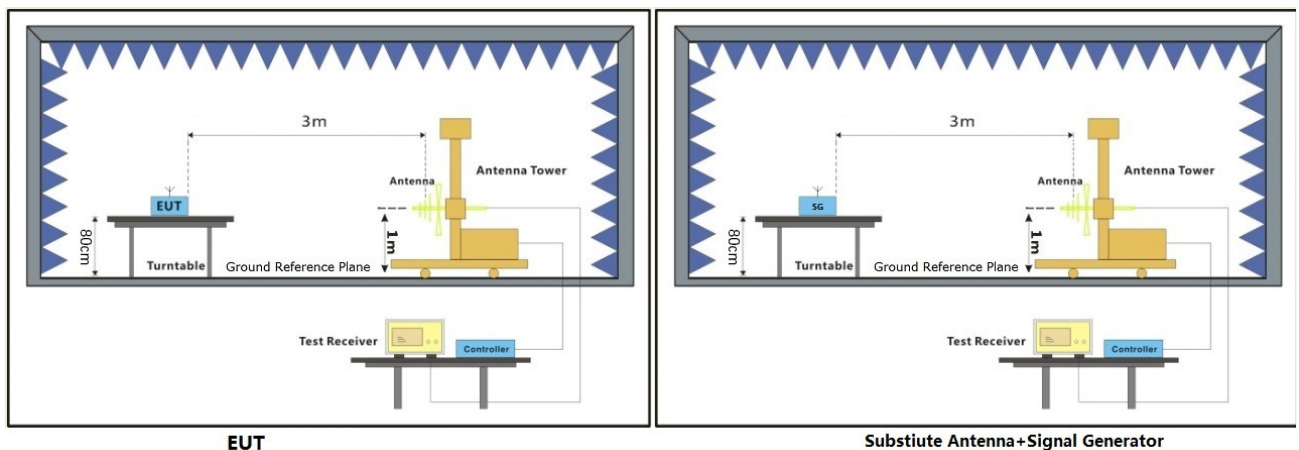 3m
Antenna
Antenna Tower
EUT
80cm
1m
Turntable
Ground Reference Plane
Test Receiver
Controller
EUT
3m
Antenna
Antenna Tower
SG
80cm
1m
Turntable
Ground Reference Plane
Test Receiver
Controller
Substiute Antenna+Signal Generator